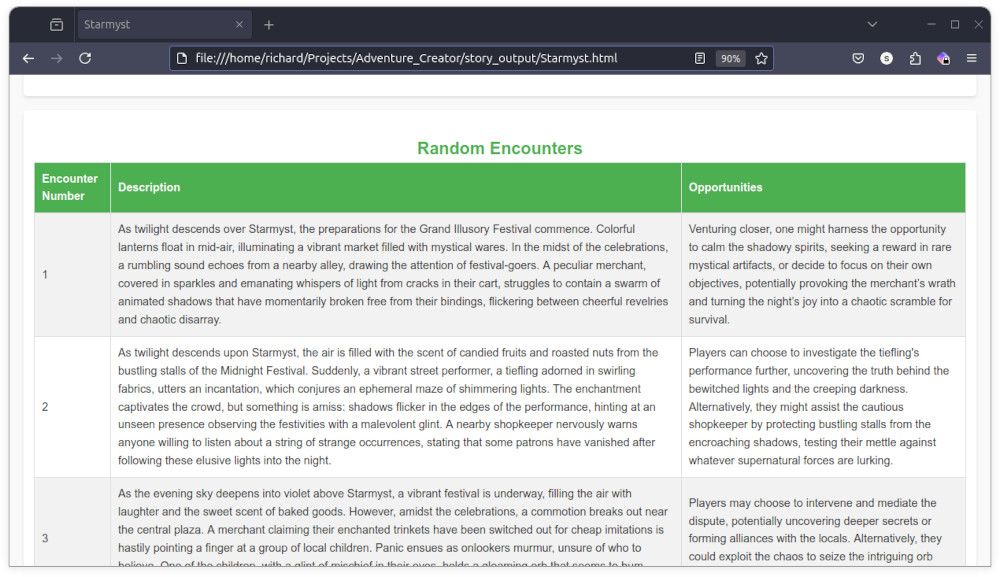 Starmyst
file:///home/richard/Projects/Adventure_Creator/story_output/Starmyst.html
90%
S
Random Encounters
Encounter
Number
Description
Opportunities
1
As twilight descends over Starmyst, the preparations for the Grand Illusory Festival commence. Colorful
lanterns float in mid-air, illuminating a vibrant market filled with mystical wares. In the midst of the celebrations,
a rumbling sound echoes from a nearby alley, drawing the attention of festival-goers. A peculiar merchant,
covered in sparkles and emanating whispers of light from cracks in their cart, struggles to contain a swarm of
animated shadows that have momentarily broken free from their bindings, flickering between cheerful revelries
and chaotic disarray.
Venturing closer, one might harness the opportunity
to calm the shadowy spirits, seeking a reward in rare
mystical artifacts, or decide to focus on their own
objectives, potentially provoking the merchant's wrath
and turning the night's joy into a chaotic scramble for
survival.
2
As twilight descends upon Starmyst, the air is filled with the scent of candied fruits and roasted nuts from the
bustling stalls of the Midnight Festival. Suddenly, a vibrant street performer, a tiefling adorned in swirling
fabrics, utters an incantation, which conjures an ephemeral maze of shimmering lights. The enchantment
captivates the crowd, but something is amiss: shadows flicker in the edges of the performance, hinting at an
unseen presence observing the festivities with a malevolent glint. A nearby shopkeeper nervously warns
anyone willing to listen about a string of strange occurrences, stating that some patrons have vanished after
following these elusive lights into the night.
Players can choose to investigate the tiefling's
performance further, uncovering the truth behind the
bewitched lights and the creeping darkness.
Alternatively, they might assist the cautious
shopkeeper by protecting bustling stalls from the
encroaching shadows, testing their mettle against
whatever supernatural forces are lurking.
3
As the evening sky deepens into violet above Starmyst, a vibrant festival is underway, filling the air with
laughter and the sweet scent of baked goods. However, amidst the celebrations, a commotion breaks out near
the central plaza. A merchant claiming their enchanted trinkets have been switched out for cheap imitations is
hastily pointing a finger at a group of local children. Panic ensues as onlookers murmur, unsure of who to
believe. One of the children, with a glint of mischief in their eyes, holds a gleaming orb that seems to hum
Players may choose to intervene and mediate the
dispute, potentially uncovering deeper secrets or
forming alliances with the locals. Alternatively, they
could exploit the chaos to seize the intriguing orb